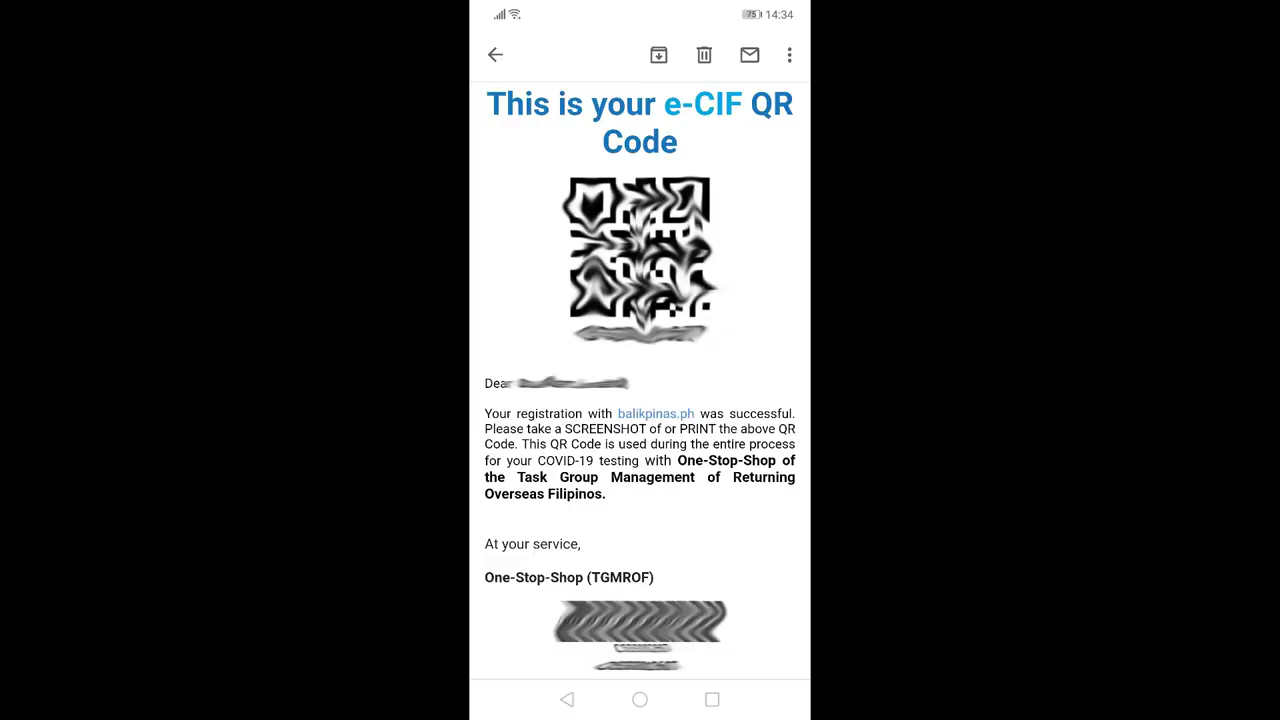 75 14:34
This is your e-CIF QR
Code
Dear
Your registration with balikpinas.ph was successful.
Please take a SCREENSHOT of or PRINT the above QR
Code. This QR Code is used during the entire process
for your COVID-19 testing with One-Stop-Shop of
the Task Group Management of Returning
Overseas Filipinos.
At your service,
One-Stop-Shop (TGMROF)